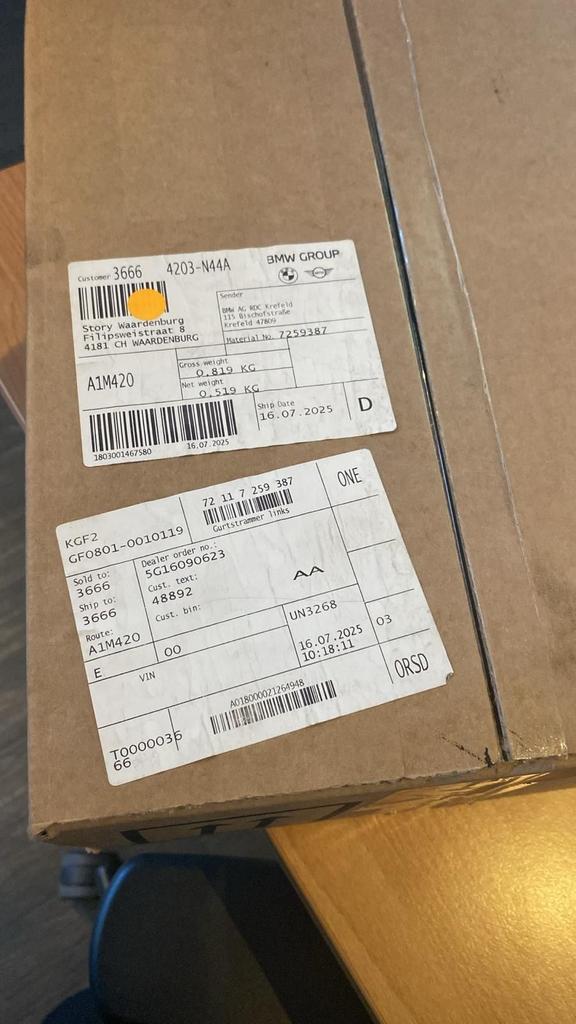 Customer 3666 4203-N44A
BMW GROUP
Story Waardenburg
Filipsweistraat 8
4181 CH WAARDENBURG
Sender
BMW AG RDC Krefeld
115 Bischofstraße
Krefeld 47809
Material No. 7259387
A1M420
Gross weight
0.819 KG
Net weight
0.519 KG
1803001467580
16.07.2025
Ship Date
16.07.2025
D
KGF2
GF0801-0010119
72 11 7 259 387
Gurtstrammer links
ONE
Sold to:
3666
Ship to:
3666
Route:
A1M420
Dealer order no.:
5G16090623
Cust. text:
48892
Cust. bin:
AA
E
00
UN3268
VIN
16.07.2025
10:18:11
03
T0000036
66
A018000021264948
0RSD